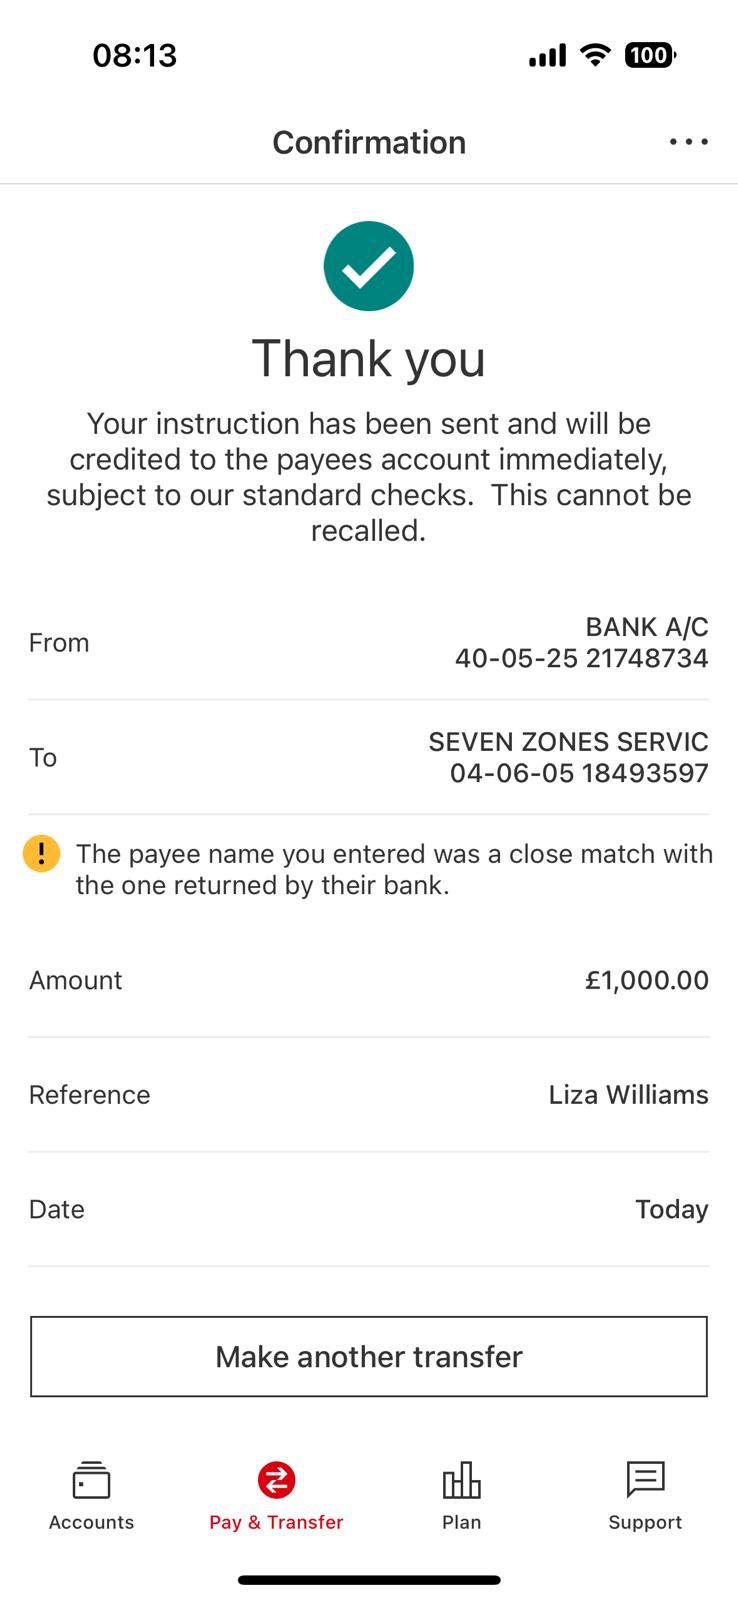 08:13
100
Confirmation
Thank you
Your instruction has been sent and will be
credited to the payees account immediately,
subject to our standard checks.  This cannot be
recalled.
From
BANK A/C
40-05-25 21748734
To
SEVEN ZONES SERVIC
04-06-05 18493597
! The payee name you entered was a close match with
the one returned by their bank.
Amount
£1,000.00
Reference
Liza Williams
Date
Today
Make another transfer
Accounts
Pay & Transfer
Plan
Support